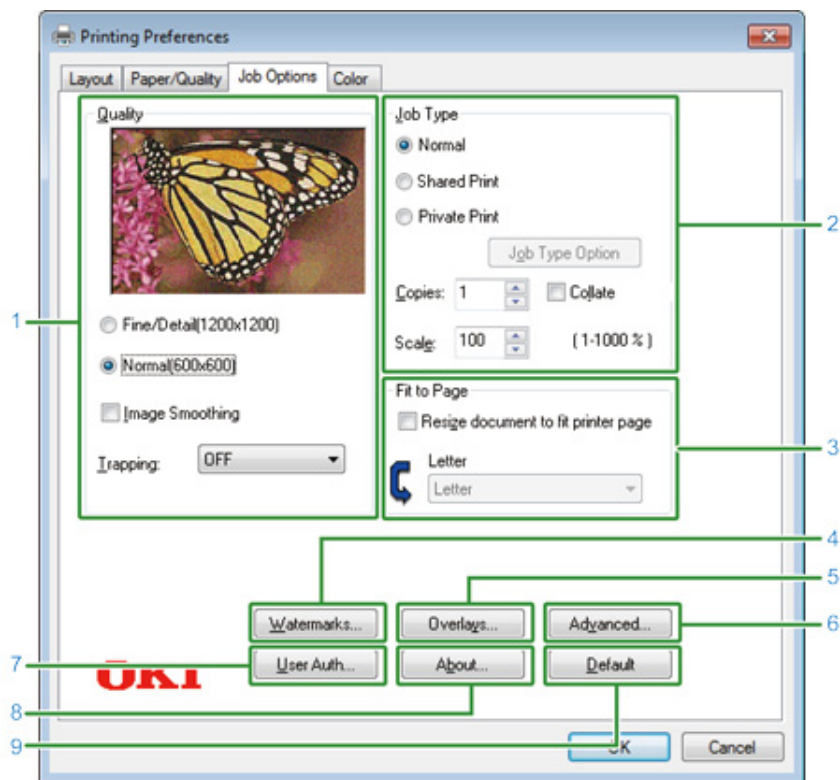 Printing Preferences
Layout Paper/Quality Job Options Color
Quality
Fine/Detail(1200x1200)
Normal(600x600)
Image Smoothing
Trapping: OFF
Job Type
Normal
Shared Print
Private Print
Job Type Option
Copies: 1 Collate
Scale: 100 (1-1000 %)
Fit to Page
Resize document to fit printer page
Letter
Letter
Watermarks... Overlays... Advanced...
User Auth... About... Default
OKI
OK Cancel
1
2
3
4
5
6
7
8
9